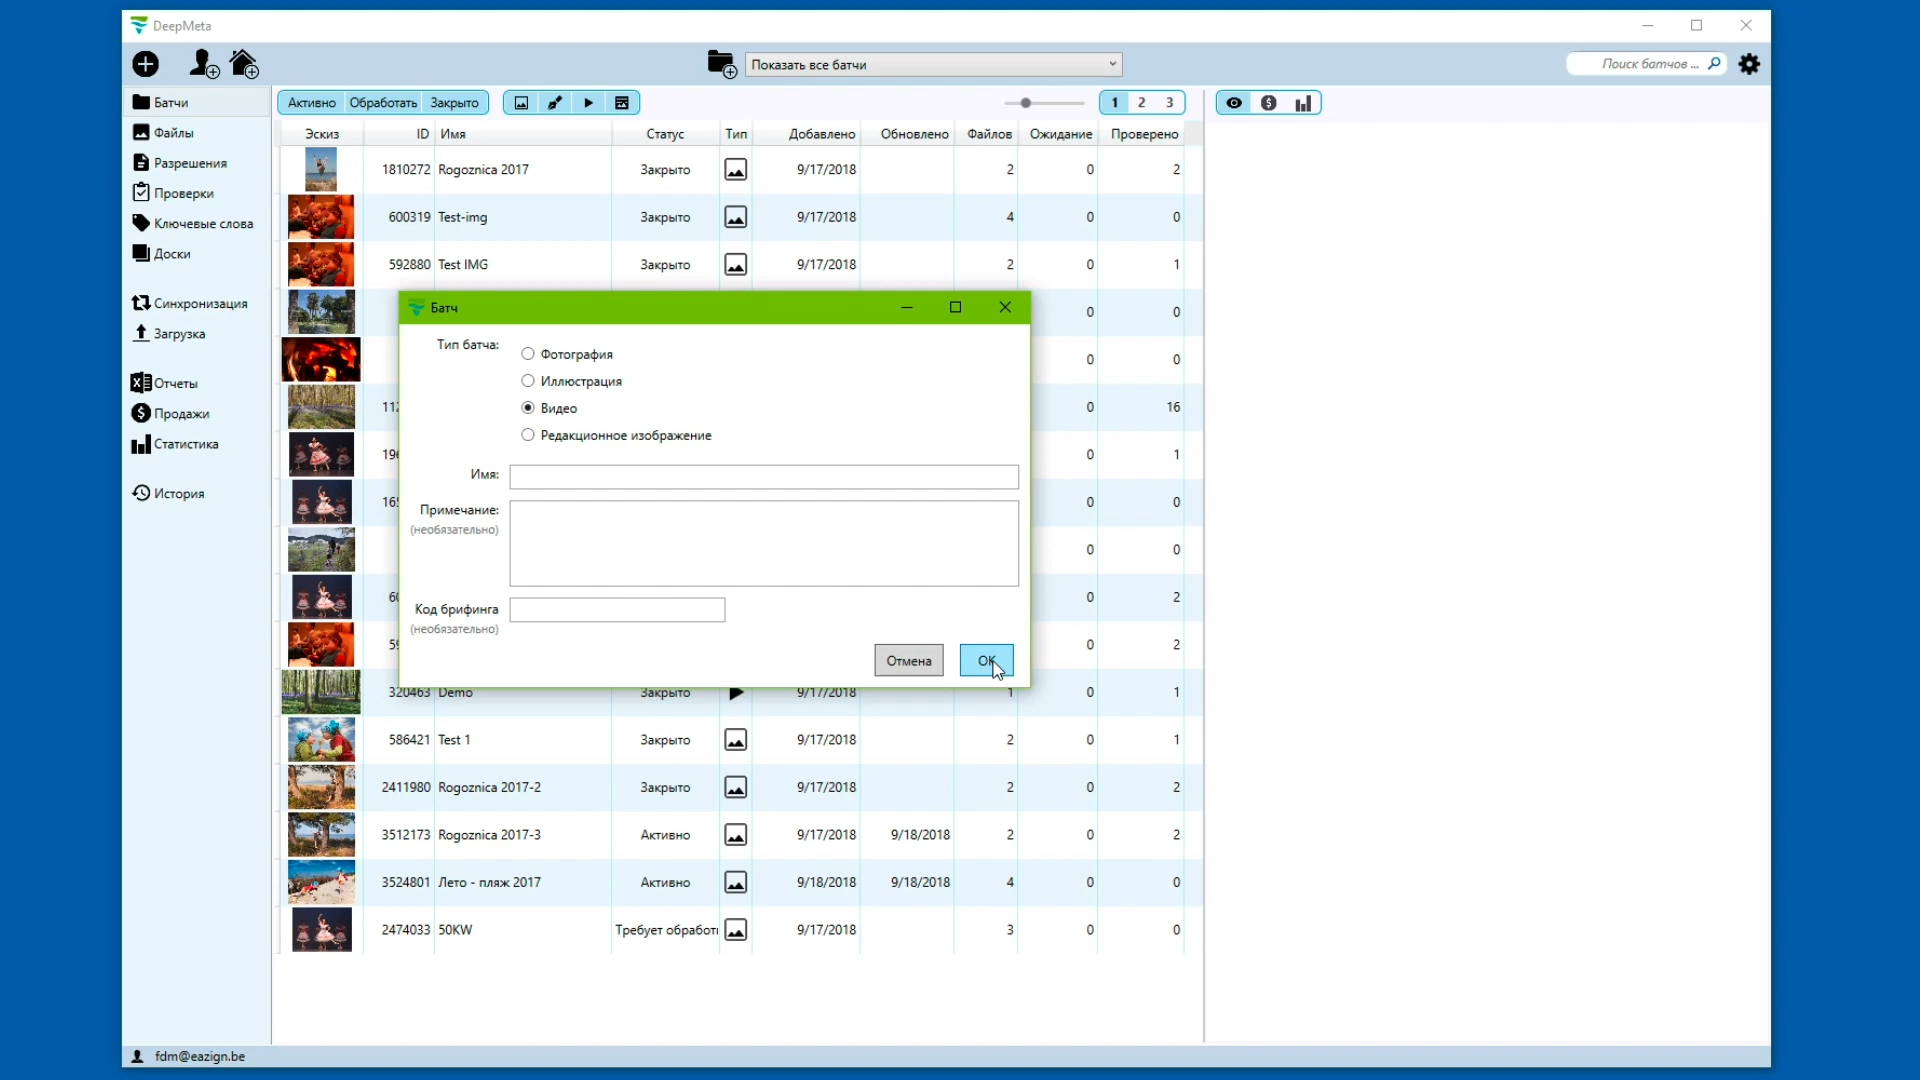 DeepMeta
Показать все батчи
Поиск батчов ...
Батчи
Файлы
Разрешения
Проверки
Ключевые слова
Доски
Синхронизация
Загрузка
Отчеты
Продажи
Статистика
История
Активно Обработать Закрыто
1 2 3
Эскиз ID Имя Статус Тип Добавлено Обновлено Файлов Ожидание Проверено
1810272 Rogoznica 2017 Закрыто 9/17/2018 2 0 2
600319 Test-img Закрыто 9/17/2018 4 0 0
592880 Test IMG Закрыто 9/17/2018 2 0 1
0 0
0 0
0 16
0 1
0 0
0 0
0 2
0 2
Батч
Тип батча:
Фотография
Иллюстрация
Видео
Редакционное изображение
Имя:
Примечание:
(необязательно)
Код брифинга
(необязательно)
Отмена
OK
320463 Demo Закрыто 9/17/2018 1 0 1
586421 Test 1 Закрыто 9/17/2018 2 0 1
2411980 Rogoznica 2017-2 Закрыто 9/17/2018 2 0 2
3512173 Rogoznica 2017-3 Активно 9/17/2018 9/18/2018 2 0 2
3524801 Лето - пляж 2017 Активно 9/18/2018 9/18/2018 4 0 0
2474033 50KW Требует обработ 9/17/2018 3 0 0
fdm@eazign.be